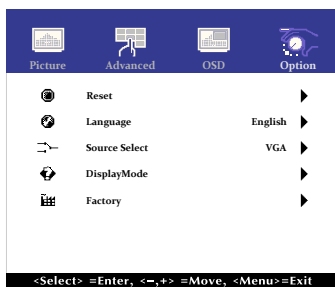 Picture Advanced OSD Option
Reset
Language English
Source Select VGA
DisplayMode
Factory
<Select> =Enter, <−,+> =Move, <Menu>=Exit